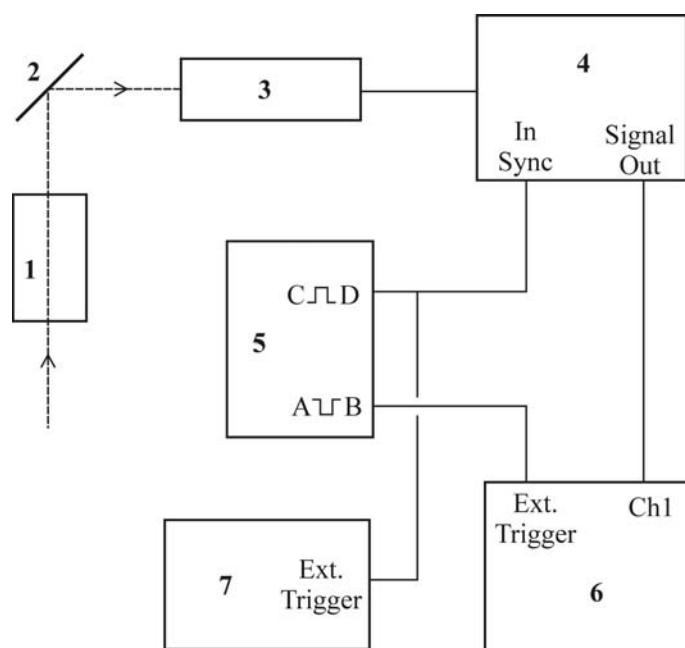 2
3
4
In
Sync
Signal
Out
1
5
C D
A B
Ext.
Trigger
Ch1
6
7
Ext.
Trigger